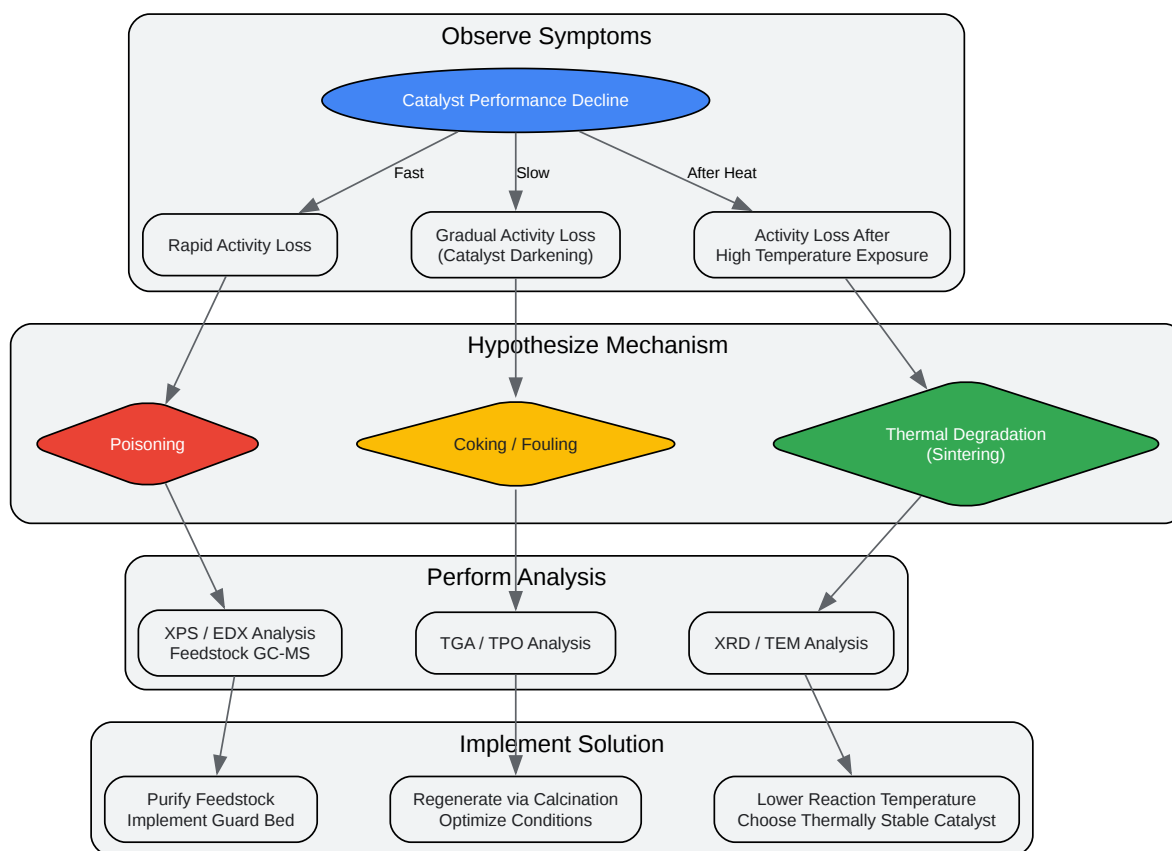 Observe Symptoms
Catalyst Performance Decline
Fast
Slow
After Heat
Rapid Activity Loss
Gradual Activity Loss
(Catalyst Darkening)
Activity Loss After
High Temperature Exposure
Hypothesize Mechanism
Poisoning
Coking / Fouling
Thermal Degradation
(Sintering)
Perform Analysis
XPS / EDX Analysis
Feedstock GC-MS
TGA / TPO Analysis
XRD / TEM Analysis
Implement Solution
Purify Feedstock
Implement Guard Bed
Regenerate via Calcination
Optimize Conditions
Lower Reaction Temperature
Choose Thermally Stable Catalyst